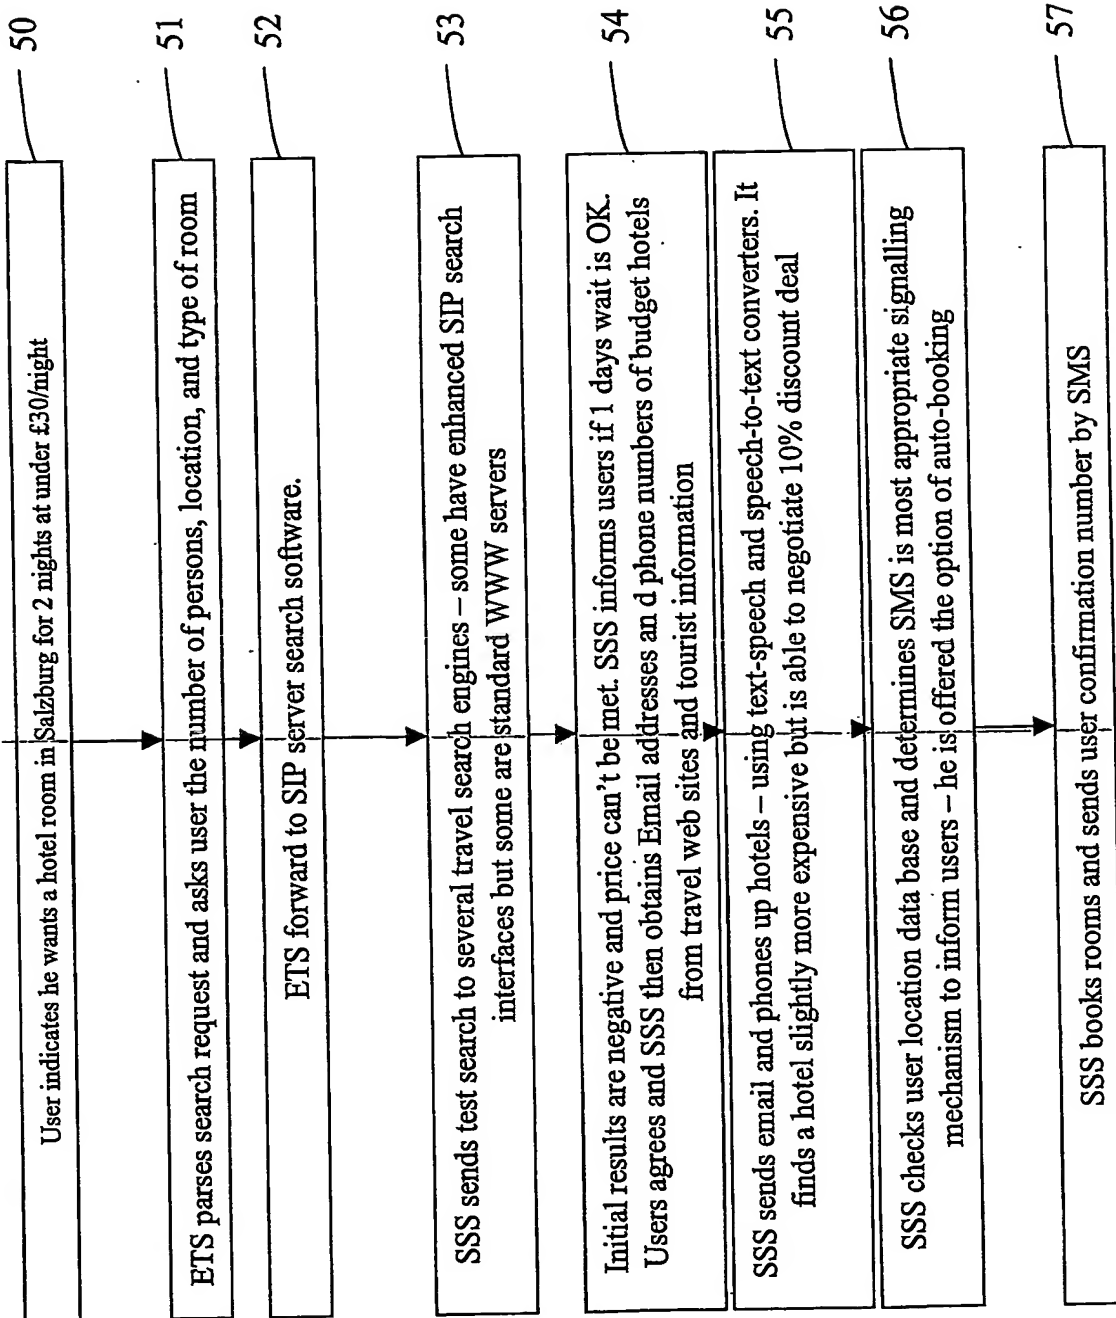 User indicates he wants a hotel room in Salzburg for 2 nights at under £30/night
50
ETS parses search request and asks user the number of persons, location, and type of room
51
ETS forward to SIP server search software.
52
SSS sends test search to several travel search engines – some have enhanced SIP search
interfaces but some are standard WWW servers
53
Initial results are negative and price can't be met. SSS informs users if 1 days wait is OK.
Users agrees and SSS then obtains Email addresses an d phone numbers of budget hotels
from travel web sites and tourist information
54
SSS sends email and phones up hotels – using text-speech and speech-to-text converters. It
finds a hotel slightly more expensive but is able to negotiate 10% discount deal
55
SSS checks user location data base and determines SMS is most appropriate signalling
mechanism to inform users – he is offered the option of auto-booking
56
SSS books rooms and sends user confirmation number by SMS
57